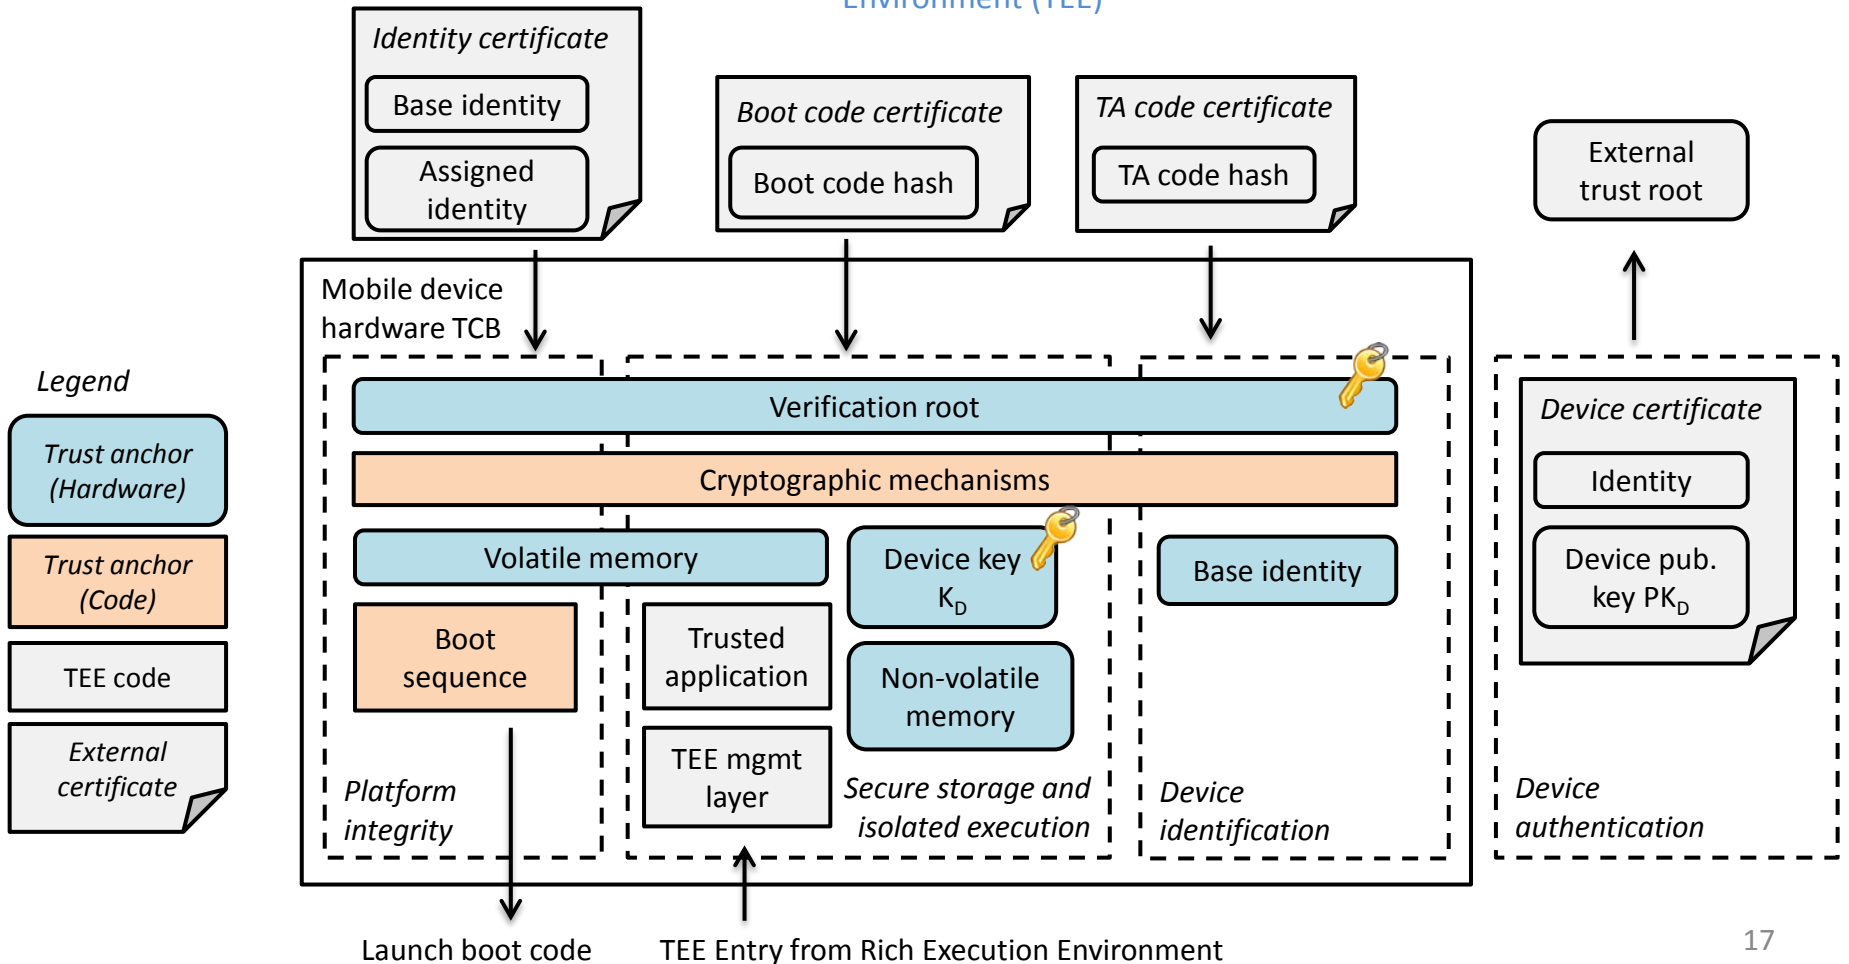 Environment (TEE)
Identity certificate
Base identity
Assigned
identity
Boot code certificate
Boot code hash
TA code certificate
TA code hash
External
trust root
Mobile device
hardware TCB
Legend
Trust anchor
(Hardware)
Trust anchor
(Code)
TEE code
External
certificate
Verification root
Cryptographic mechanisms
Volatile memory
Device key
K_D
Base identity
Boot
sequence
Trusted
application
Non-volatile
memory
TEE mgmt
layer
Platform
integrity
Secure storage and
isolated execution
Device
identification
Device certificate
Identity
Device pub.
key PK_D
Device
authentication
Launch boot code
TEE Entry from Rich Execution Environment
17